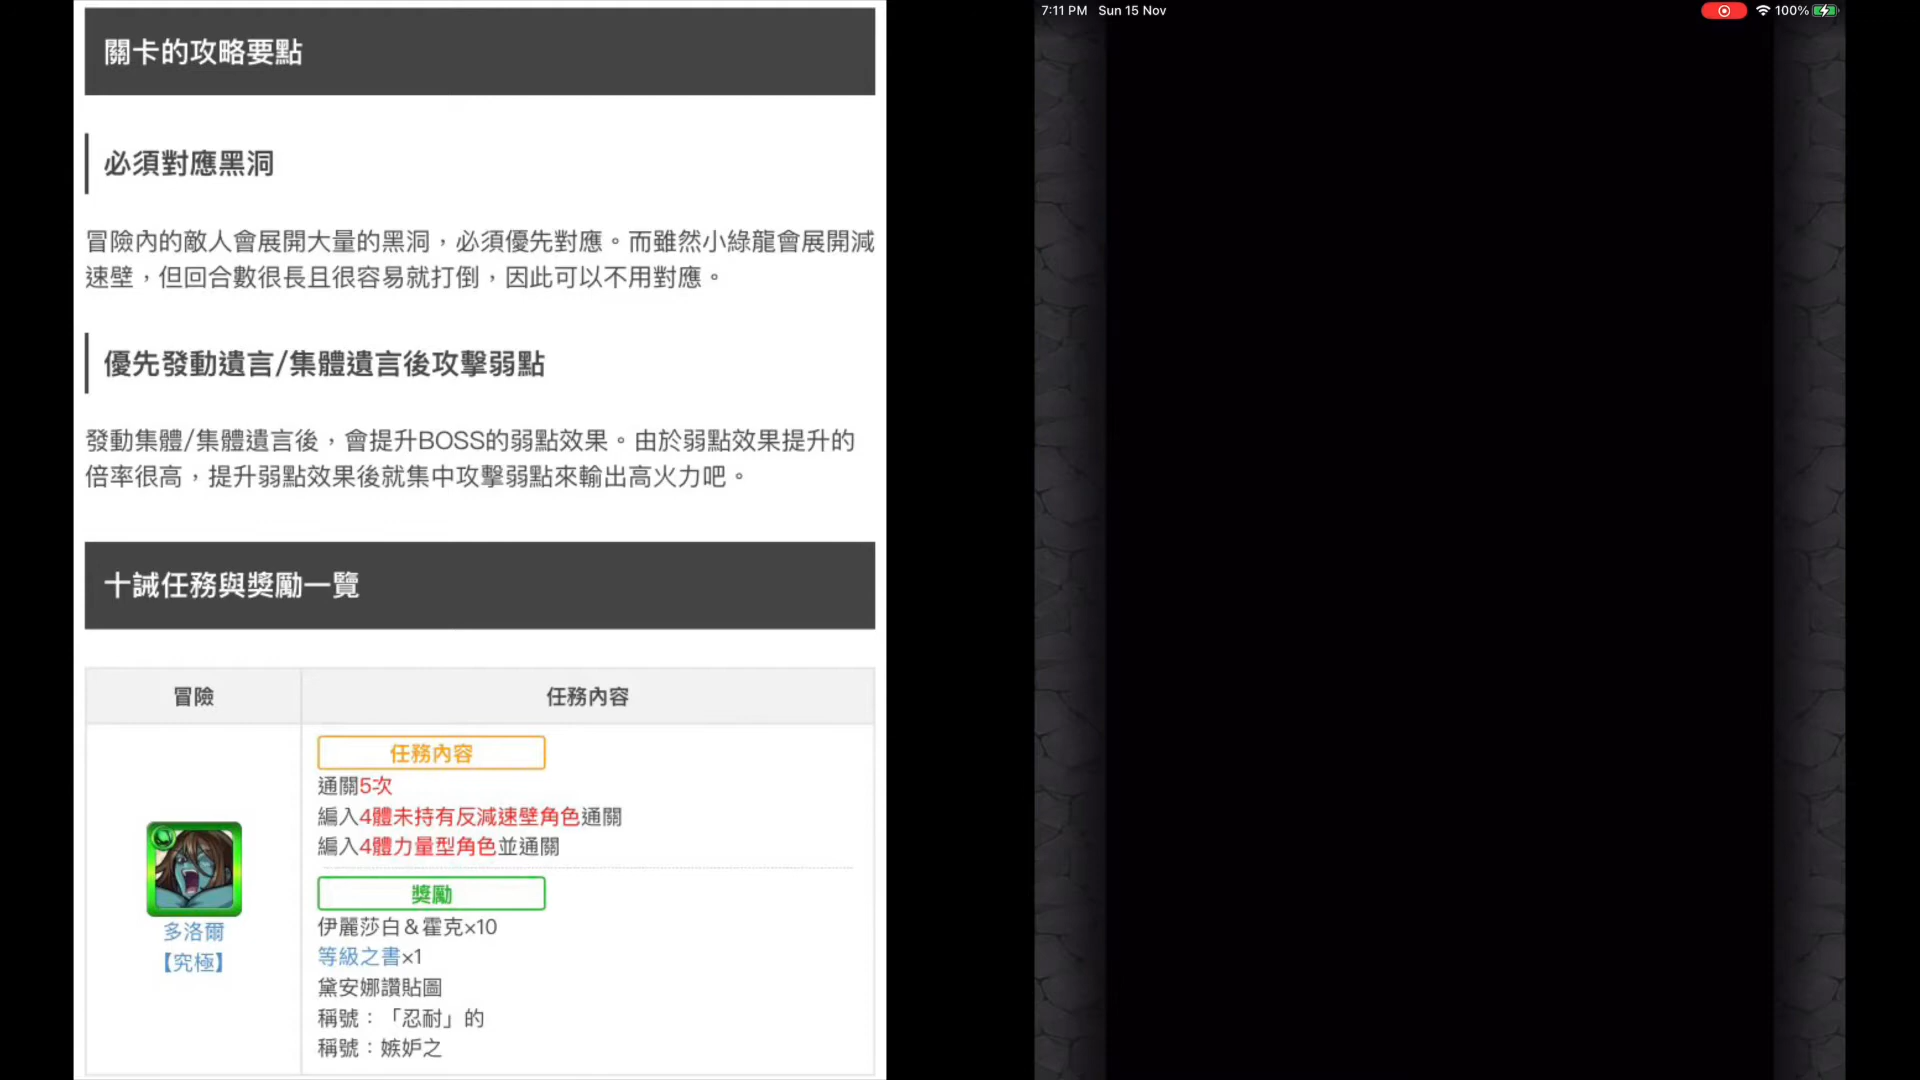 關卡的攻略要點
必須對應黑洞
冒險內的敵人會展開大量的黑洞，必須優先對應。而雖然小綠龍會展開減
速壁，但回合數很長且很容易就打倒，因此可以不用對應。
優先發動遺言/集體遺言後攻擊弱點
發動集體/集體遺言後，會提升BOSS的弱點效果。由於弱點效果提升的
倍率很高，提升弱點效果後就集中攻擊弱點來輸出高火力吧。
十誡任務與獎勵一覽
冒險
任務內容
任務內容
通關5次
編入4體未持有反減速壁角色通關
編入4體力量型角色並通關
獎勵
伊麗莎白＆霍克×10
等級之書×1
黛安娜讚貼圖
稱號：「忍耐」的
稱號：嫉妒之
多洛爾
【究極】
7:11 PM Sun 15 Nov
100%